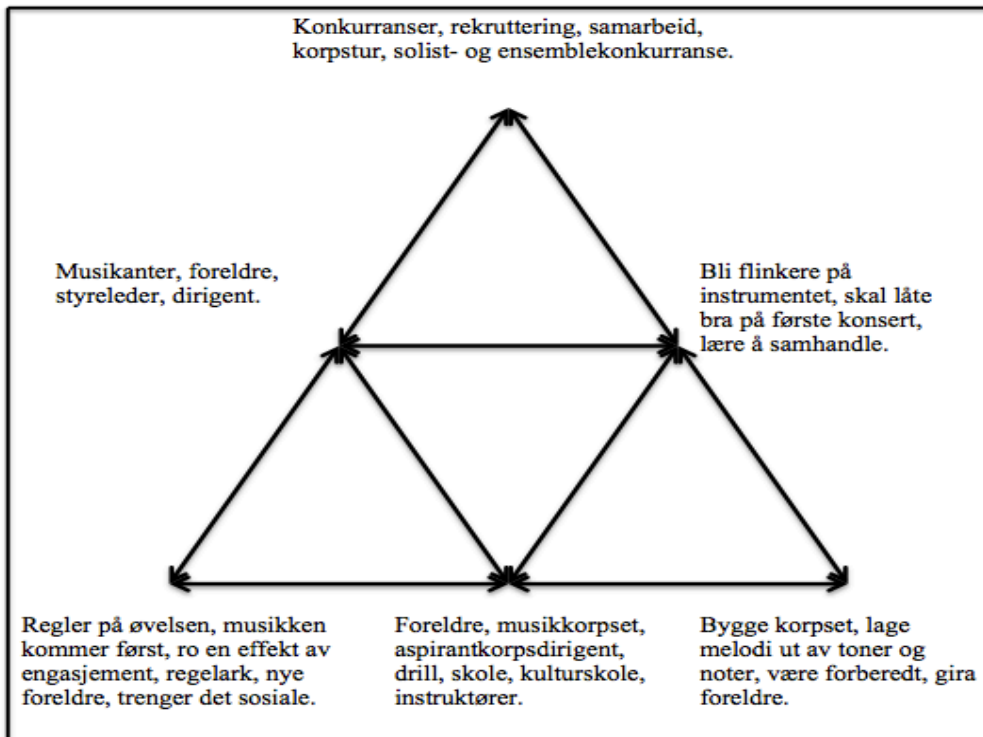 Konkurranser, rekruttering, samarbeid,
korpstur, solist- og ensemblekonkurranse.
Musikanter, foreldre,
styreleder, dirigent.
Bli flinkere på
instrumentet, skal låte
bra på første konsert,
lære å samhandle.
Regler på øvelsen, musikken
kommer først, ro en effekt av
engasjement, regelark, nye
foreldre, trenger det sosiale.
Foreldre, musikkorpset,
aspirantkorpsdirigent,
drill, skole, kulturskole,
instruktører.
Bygge korpset, lage
melodi ut av toner og
noter, være forberedt, gira
foreldre.